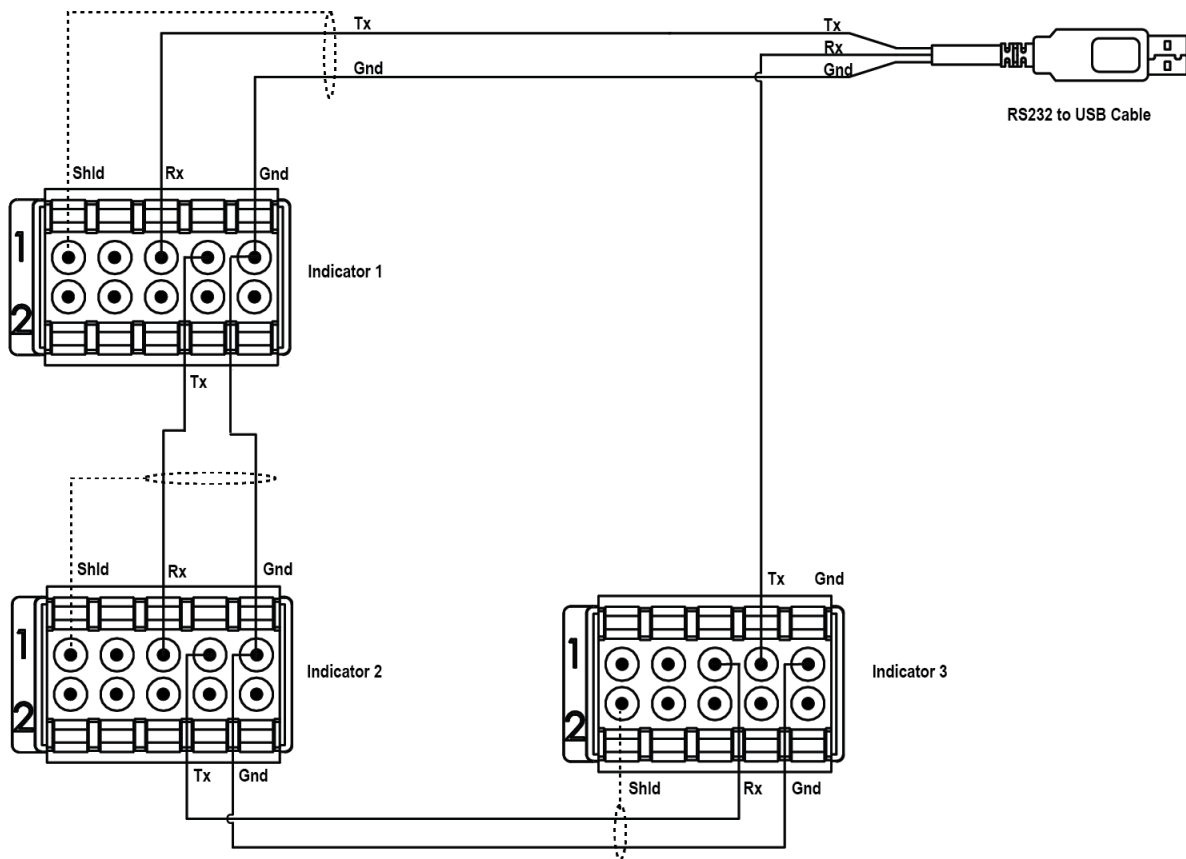 Tx
Tx
Rx
Gnd
Gnd
RS232 to USB Cable
Shld
Rx
Gnd
1
2
Indicator 1
Tx
Shld
Rx
Gnd
1
2
Indicator 2
Tx
Gnd
Tx
Gnd
1
2
Indicator 3
Shld
Rx
Gnd